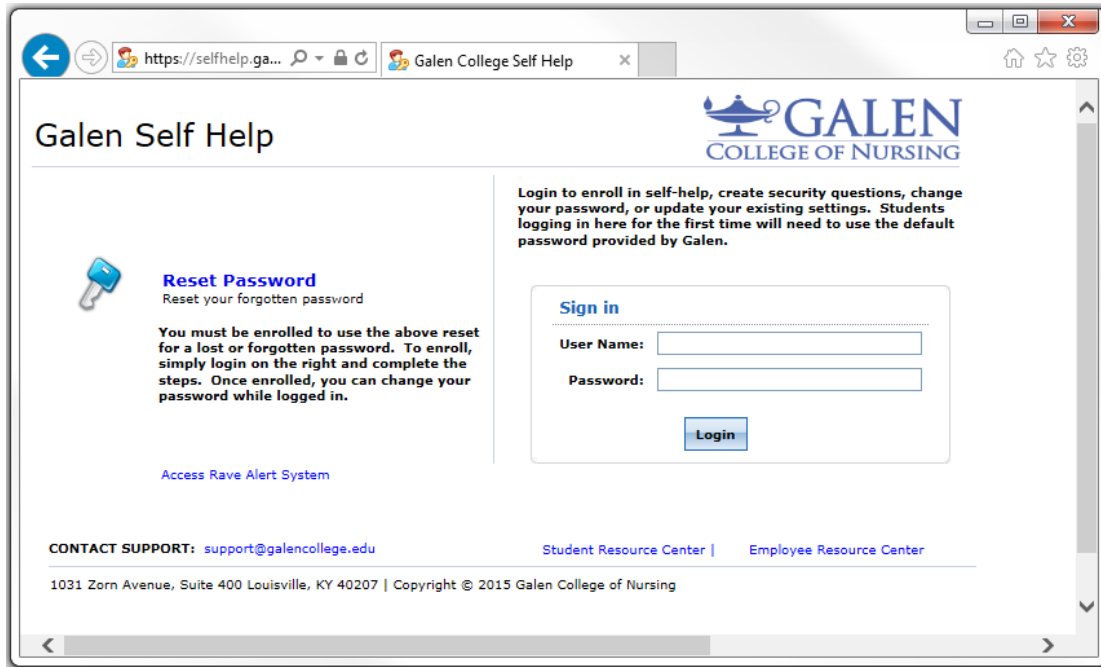 https://selfhelp.ga...
Galen College Self Help
Galen Self Help
GALEN
COLLEGE OF NURSING
Login to enroll in self-help, create security questions, change
your password, or update your existing settings. Students
logging in here for the first time will need to use the default
password provided by Galen.
Reset Password
Reset your forgotten password
You must be enrolled to use the above reset
for a lost or forgotten password. To enroll,
simply login on the right and complete the
steps. Once enrolled, you can change your
password while logged in.
Access Rave Alert System
Sign in
User Name:
Password:
Login
CONTACT SUPPORT: support@galencollege.edu
Student Resource Center | Employee Resource Center
1031 Zorn Avenue, Suite 400 Louisville, KY 40207 | Copyright © 2015 Galen College of Nursing